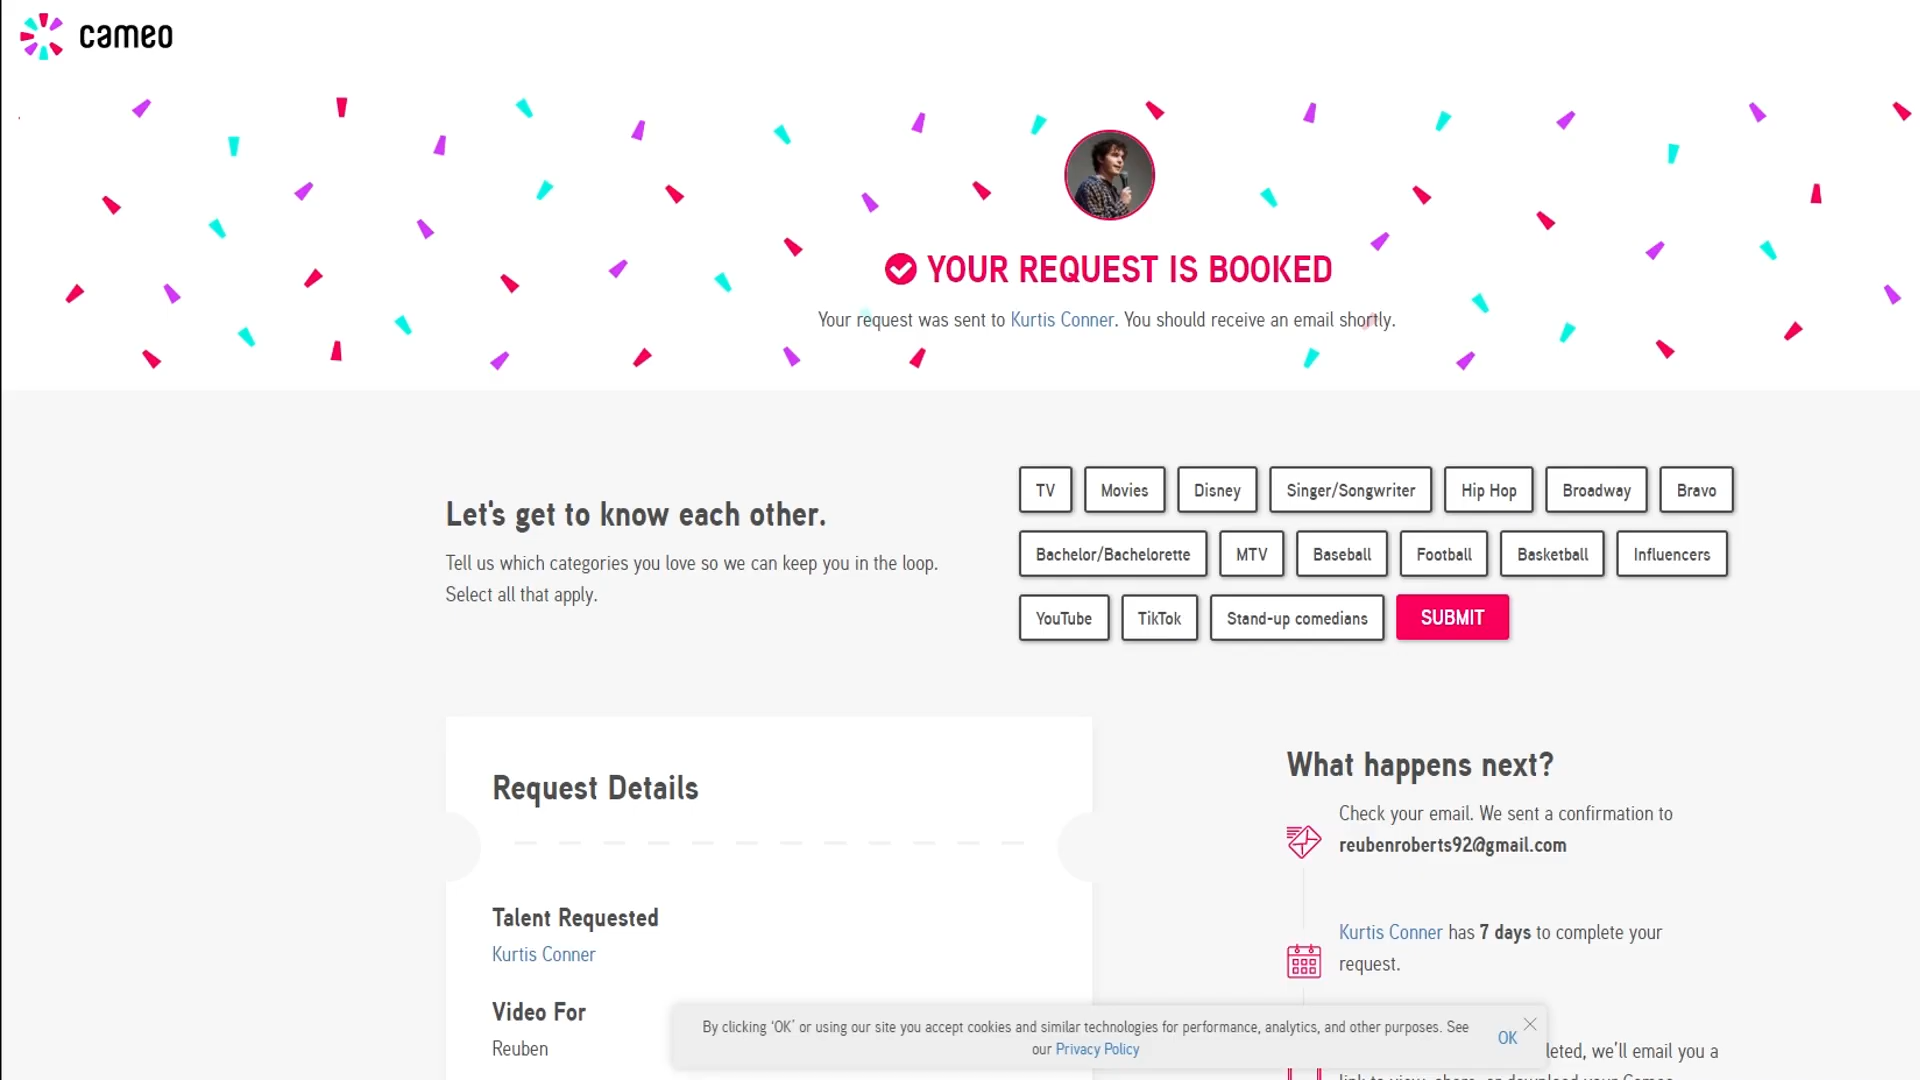 cameo
YOUR REQUEST IS BOOKED
Your request was sent to Kurtis Conner. You should receive an email shortly.
Let's get to know each other.
Tell us which categories you love so we can keep you in the loop.
Select all that apply.
TV Movies Disney Singer/Songwriter Hip Hop Broadway Bravo
Bachelor/Bachelorette MTV Baseball Football Basketball Influencers
YouTube TikTok Stand-up comedians SUBMIT
Request Details
Talent Requested
Kurtis Conner
Video For
Reuben
What happens next?
Check your email. We sent a confirmation to
reubenroberts92@gmail.com
Kurtis Conner has 7 days to complete your
request.
leted, we'll email you a
By clicking ‘OK’ or using our site you accept cookies and similar technologies for performance, analytics, and other purposes. See
our Privacy Policy
OK